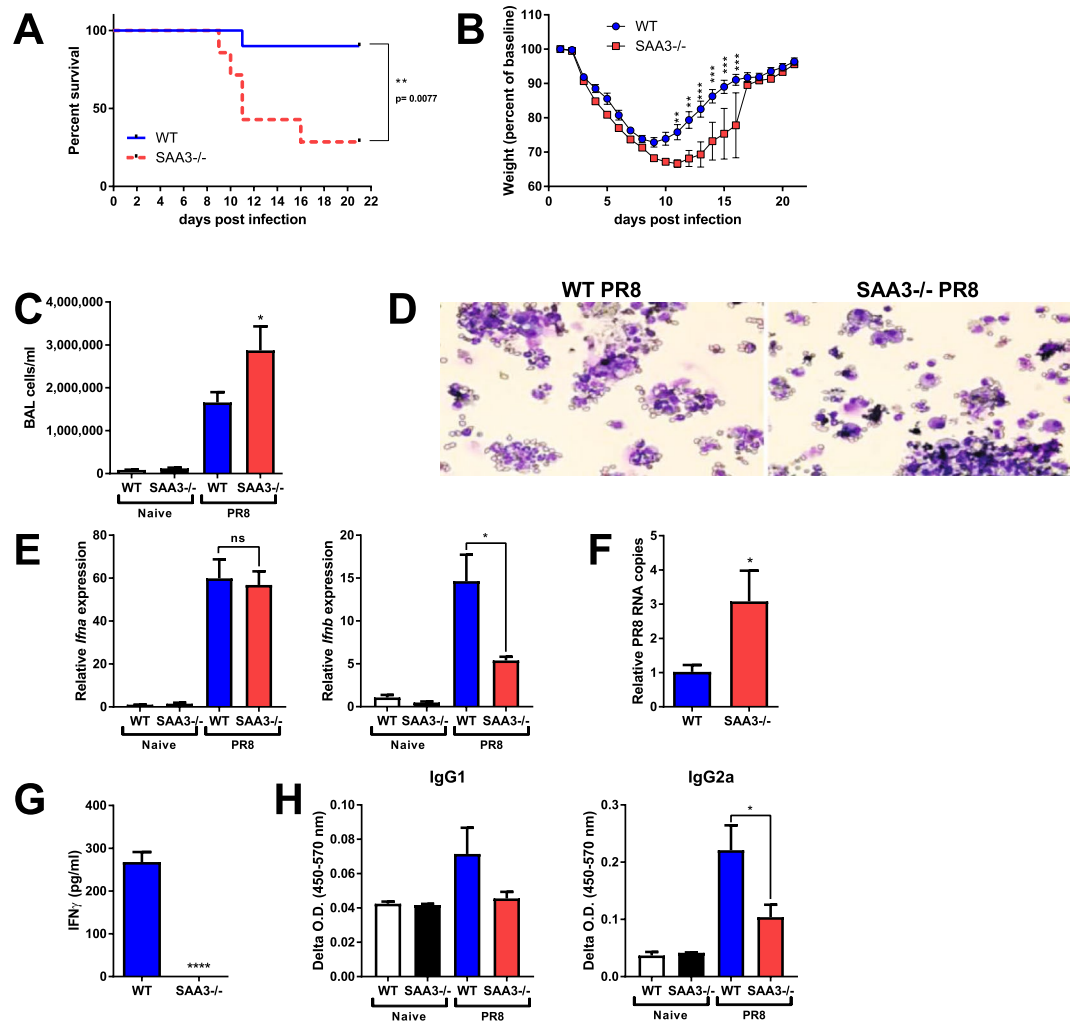 A
Percent survival
100
50
0
WT
SAA3-/-
**
p= 0.0077
0 2 4 6 8 10 12 14 16 18 20 22
days post infection
B
Weight (percent of baseline)
110
100
90
80
70
60
WT
SAA3-/-
** ** *** *** *** ***
5 10 15 20
days post infection
C
BAL cells/ml
4,000,000
3,000,000
2,000,000
1,000,000
0
*
WT SAA3-/- WT SAA3-/-
Naive PR8
D
WT PR8 SAA3-/- PR8
E
Relative Ifna expression
80
60
40
20
0
ns
WT SAA3-/- WT SAA3-/-
Naive PR8
Relative Ifnb expression
20
15
10
5
0
*
WT SAA3-/- WT SAA3-/-
Naive PR8
F
Relative PR8 RNA copies
5
4
3
2
1
0
*
WT SAA3-/-
G
IFNγ (pg/ml)
400
300
200
100
0
****
WT SAA3-/-
H
IgG1
Delta O.D. (450-570 nm)
0.10
0.08
0.06
0.04
0.02
0.00
WT SAA3-/- WT SAA3-/-
Naive PR8
IgG2a
Delta O.D. (450-570 nm)
0.3
0.2
0.1
0.0
*
WT SAA3-/- WT SAA3-/-
Naive PR8